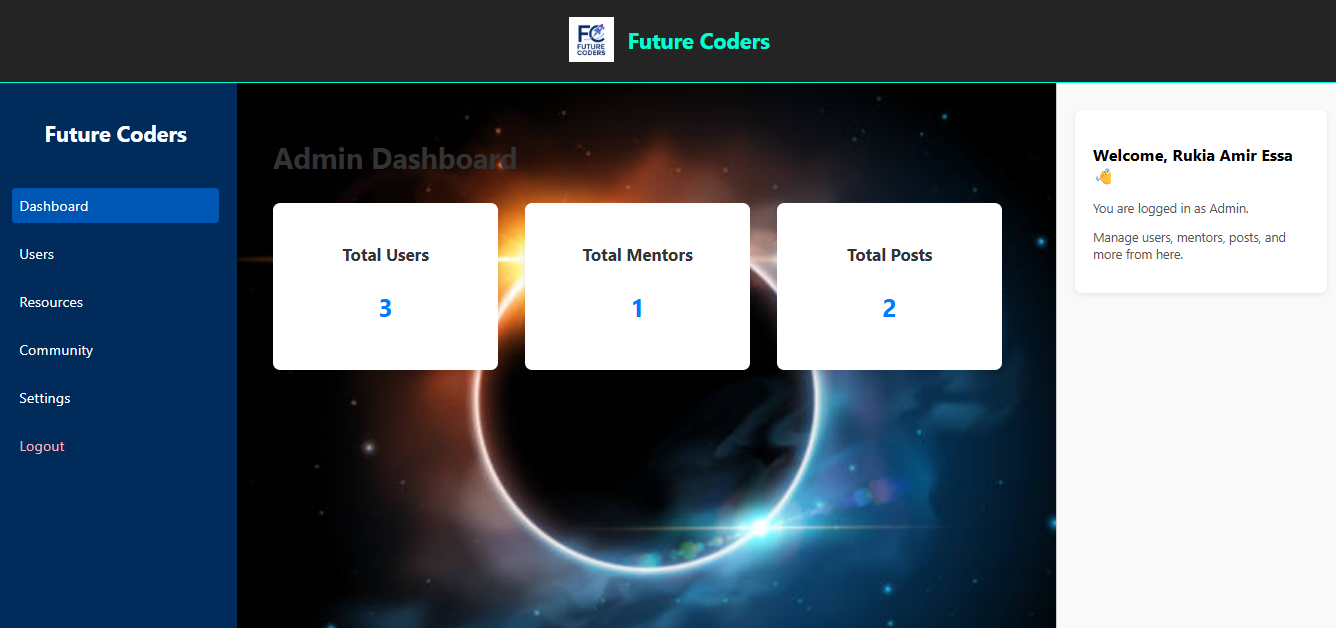 FC
FUTURE
CODERS
Future Coders
Future Coders
Dashboard
Users
Resources
Community
Settings
Logout
Admin Dashboard
Total Users
3
Total Mentors
1
Total Posts
2
Welcome, Rukia Amir Essa
👋
You are logged in as Admin.
Manage users, mentors, posts, and
more from here.